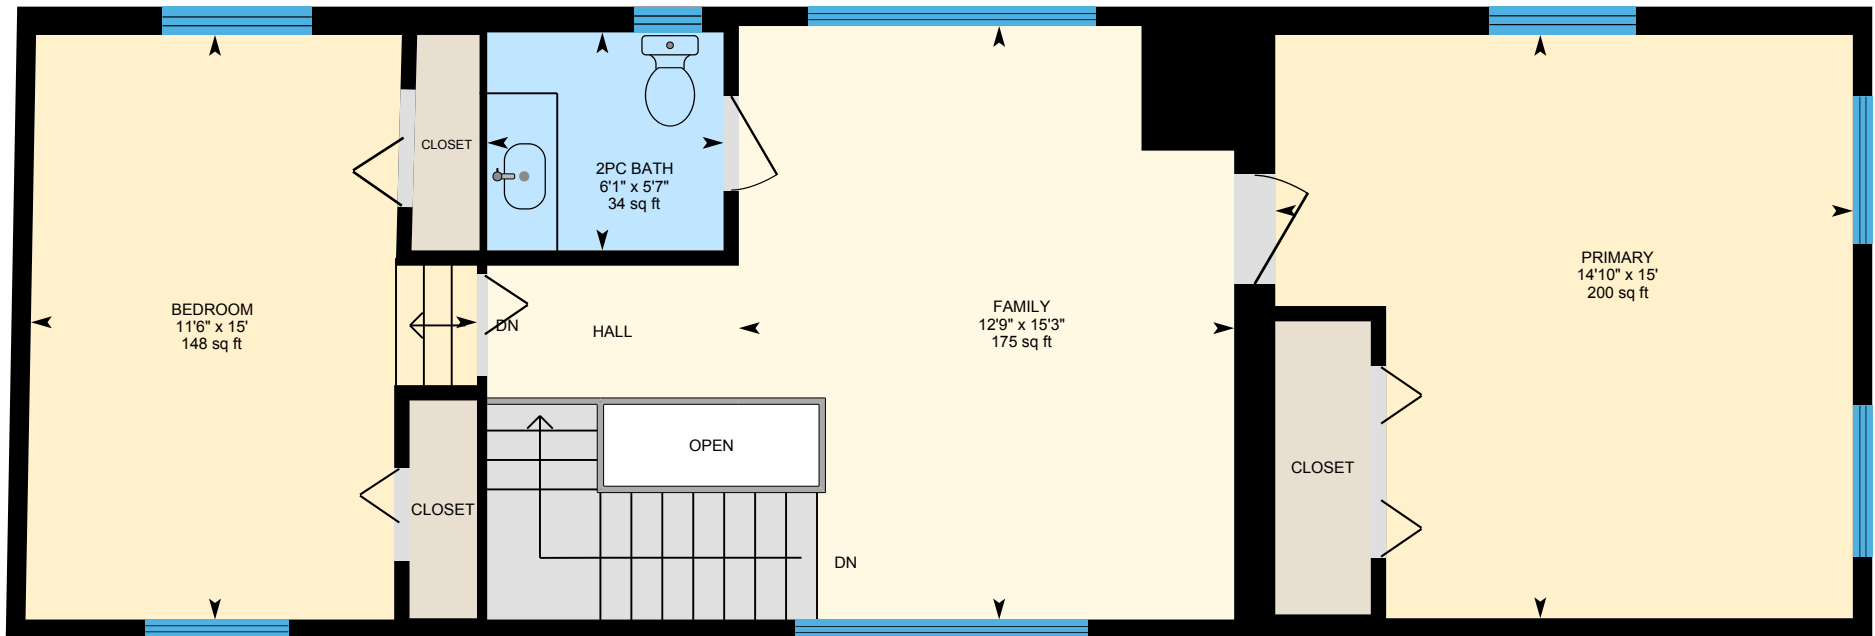 CLOSET
2PC BATH
6'1" x 5'7"
34 sq ft
BEDROOM
11'6" x 15'
148 sq ft
DN
HALL
FAMILY
12'9" x 15'3"
175 sq ft
PRIMARY
14'10" x 15'
200 sq ft
OPEN
CLOSET
CLOSET
DN